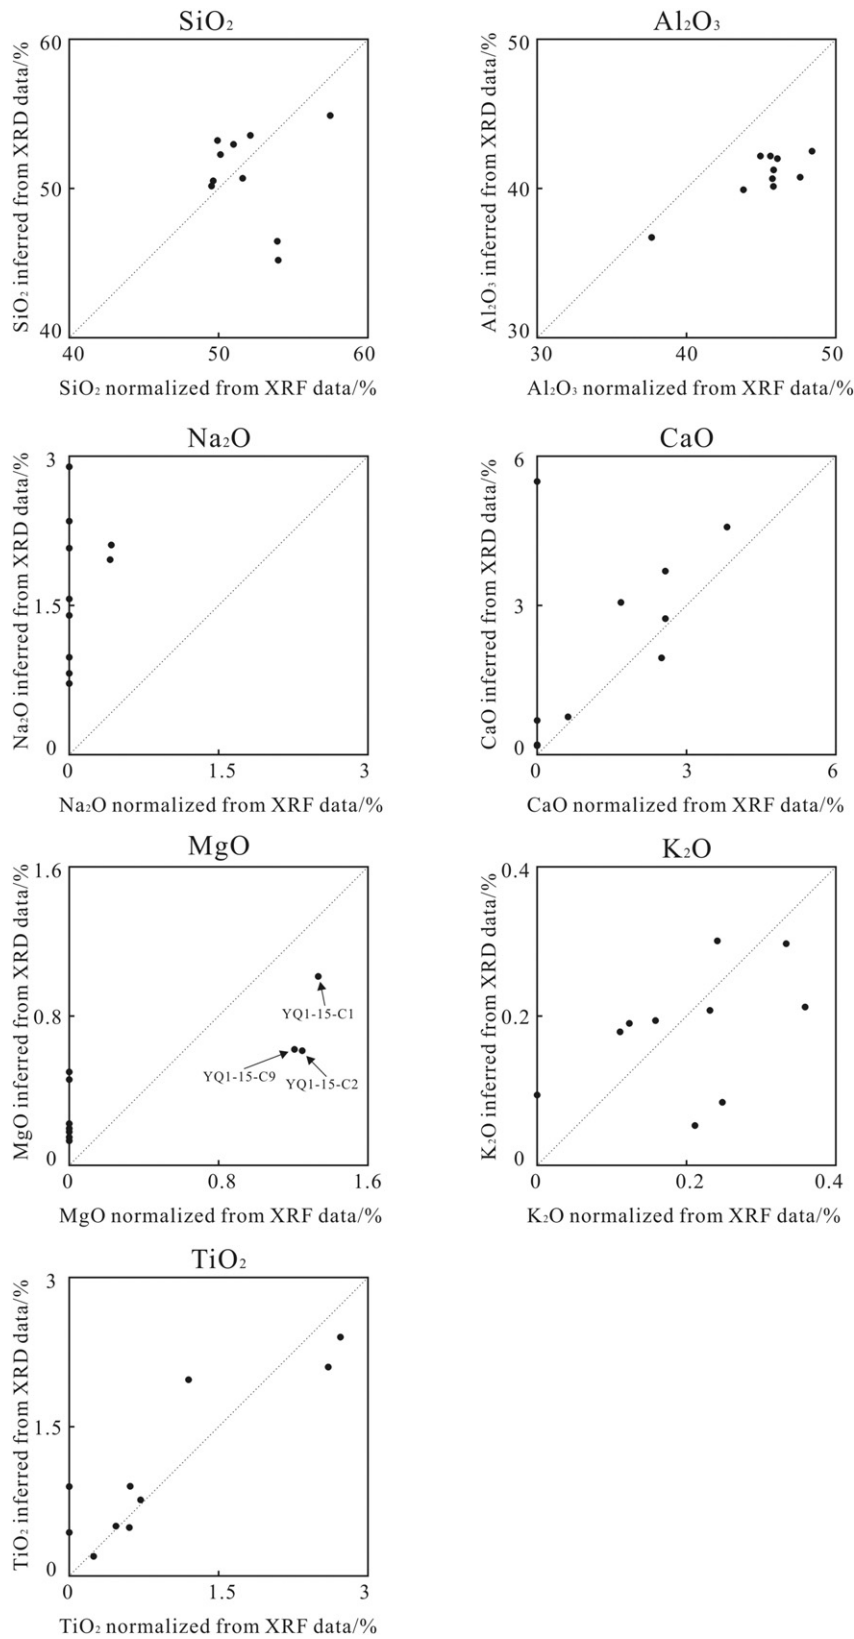 SiO₂
60
50
40
40
50
60
SiO₂ inferred from XRD data/%
SiO₂ normalized from XRF data/%
Al₂O₃
50
40
30
30
40
50
Al₂O₃ inferred from XRD data/%
Al₂O₃ normalized from XRF data/%
Na₂O
3
1.5
0
0
1.5
3
Na₂O inferred from XRD data/%
Na₂O normalized from XRF data/%
CaO
6
3
0
0
3
6
CaO inferred from XRD data/%
CaO normalized from XRF data/%
MgO
1.6
0.8
0
0
0.8
1.6
YQ1-15-C1
YQ1-15-C9
YQ1-15-C2
MgO inferred from XRD data/%
MgO normalized from XRF data/%
K₂O
0.4
0.2
0
0
0.2
0.4
K₂O inferred from XRD data/%
K₂O normalized from XRF data/%
TiO₂
3
1.5
0
0
1.5
3
TiO₂ inferred from XRD data/%
TiO₂ normalized from XRF data/%